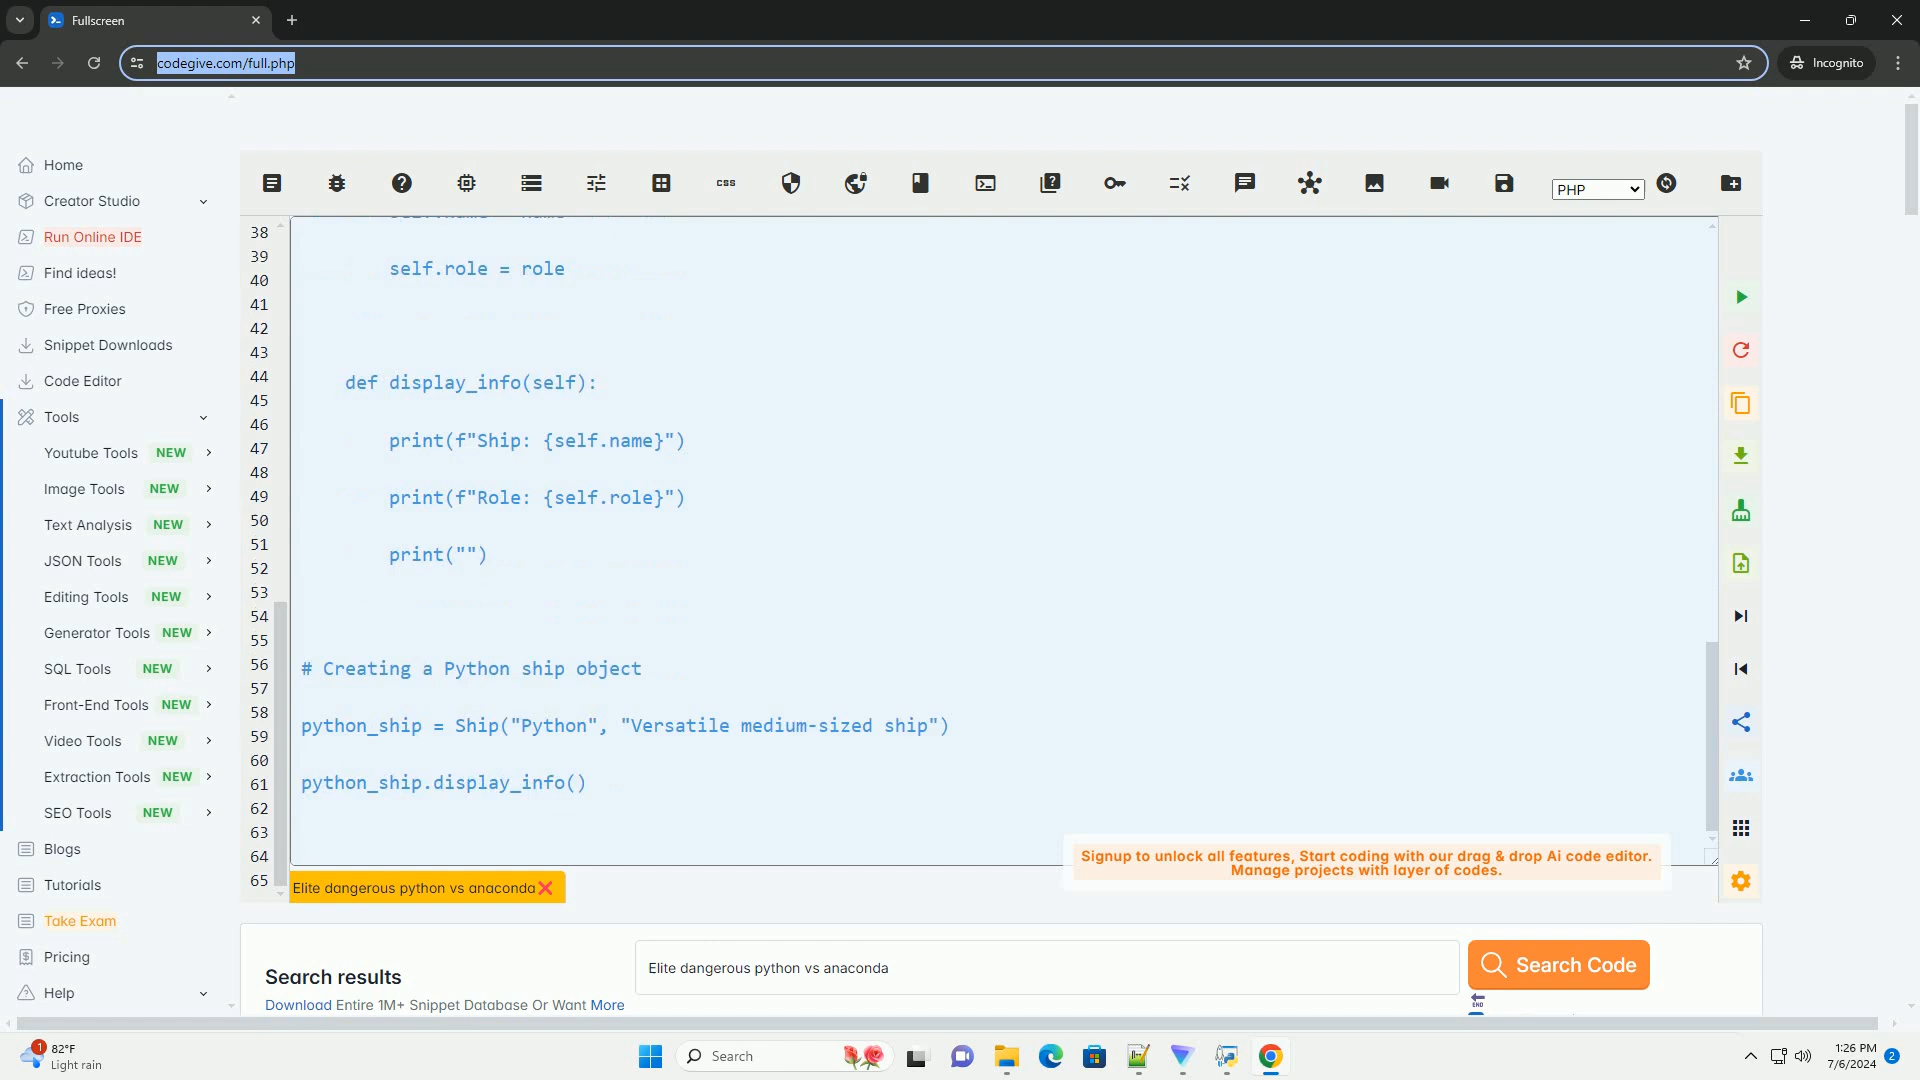 Fullscreen
codegive.com/full.php
Incognito
Home
Creator Studio
Run Online IDE
Find ideas!
Free Proxies
Snippet Downloads
Code Editor
Tools
Youtube Tools NEW
Image Tools NEW
Text Analysis NEW
JSON Tools NEW
Editing Tools NEW
Generator Tools NEW
SQL Tools NEW
Front-End Tools NEW
Video Tools NEW
Extraction Tools NEW
SEO Tools NEW
Blogs
Tutorials
Take Exam
Pricing
Help
css
PHP
38
39
40
41
42
43
44
45
46
47
48
49
50
51
52
53
54
55
56
57
58
59
60
61
62
63
64
65
self.role = role
def display_info(self):
print(f"Ship: {self.name}")
print(f"Role: {self.role}")
print("")
# Creating a Python ship object
python_ship = Ship("Python", "Versatile medium-sized ship")
python_ship.display_info()
Signup to unlock all features, Start coding with our drag & drop Ai code editor.
Manage projects with layer of codes.
Elite dangerous python vs anaconda
Search results
Elite dangerous python vs anaconda
Search Code
Download Entire 1M+ Snippet Database Or Want More
END
1
82°F
Light rain
Search
1:26 PM
7/6/2024
2